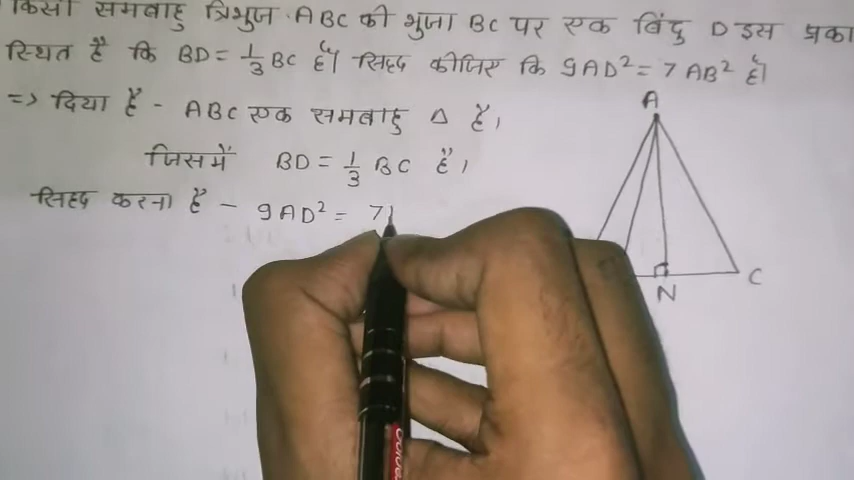 किसी समबाहु त्रिभुज ABC की भुजा BC पर एक बिंदु D इस प्रका
स्थित है कि BD = 1/3 BC है। सिद्ध कीजिए कि 9AD² = 7AB² है।
=> दिया है - ABC एक समबाहु Δ है,
जिसमें BD = 1/3 BC है,
सिद्ध करना है - 9AD² = 7
A
C
N